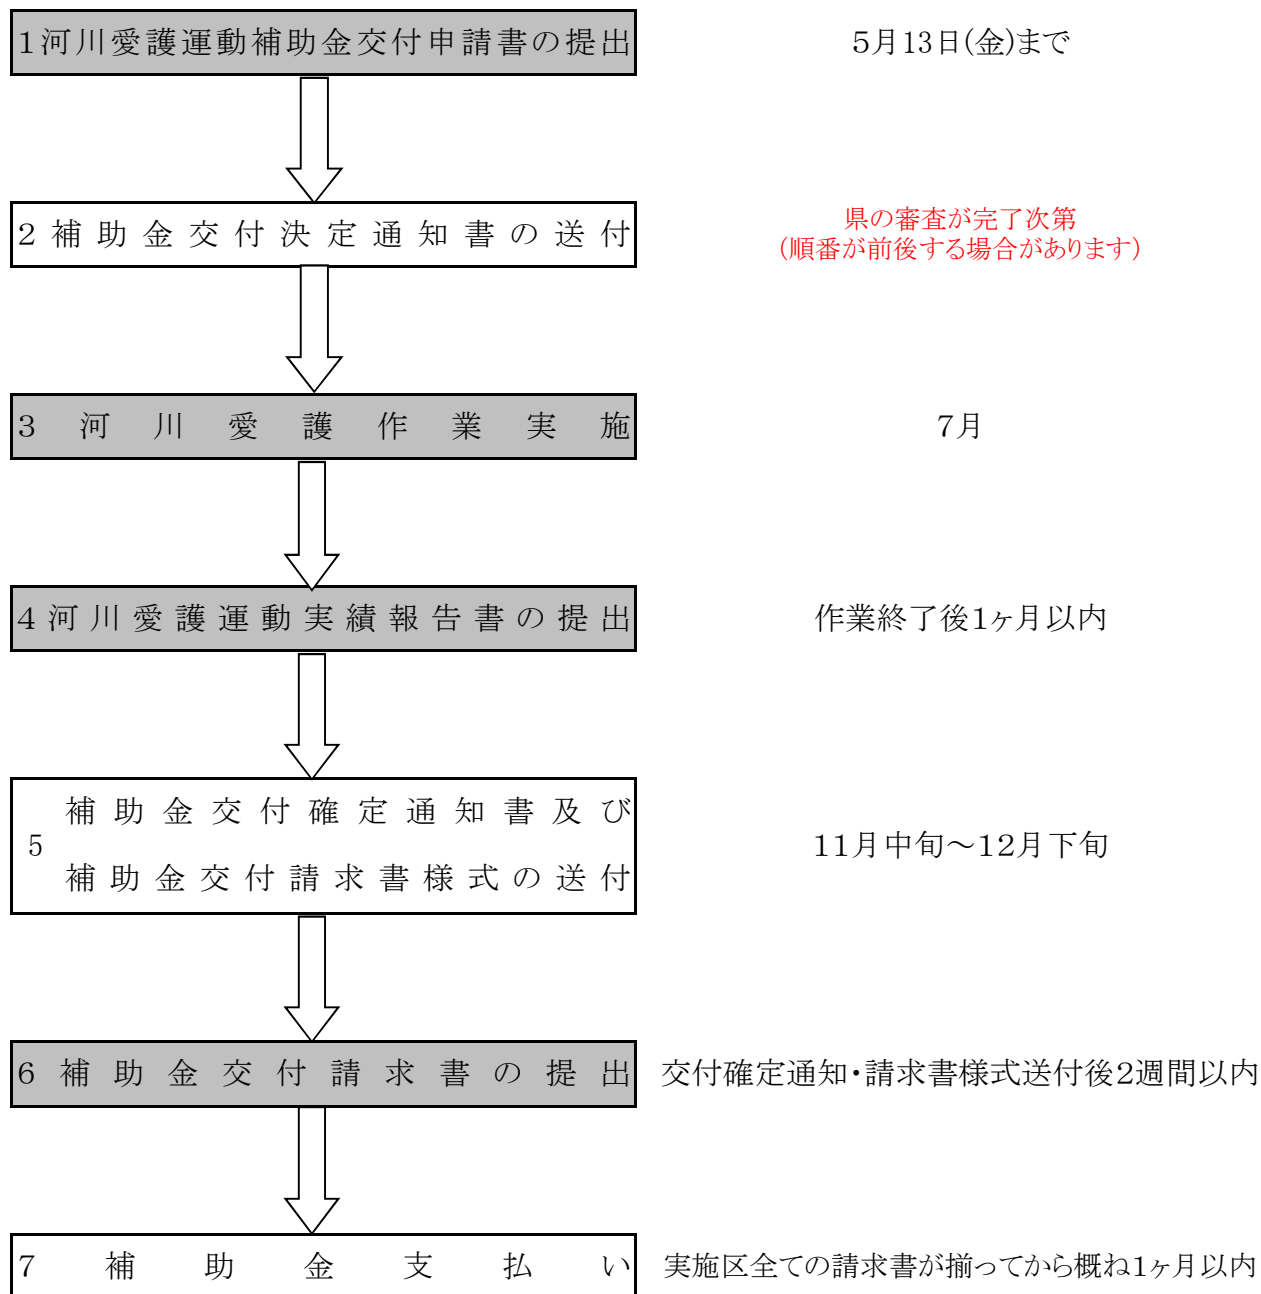 1河川愛護運動補助金交付申請書の提出
5月13日(金)まで
2補助金交付決定通知書の送付
県の審査が完了次第
(順番が前後する場合があります)
3河川愛護作業実施
7月
4河川愛護運動実績報告書の提出
作業終了後1ヶ月以内
5
補助金交付確定通知書及び
補助金交付請求書様式の送付
11月中旬～12月下旬
6補助金交付請求書の提出
交付確定通知・請求書様式送付後2週間以内
7補助金支払い
実施区全ての請求書が揃ってから概ね1ヶ月以内